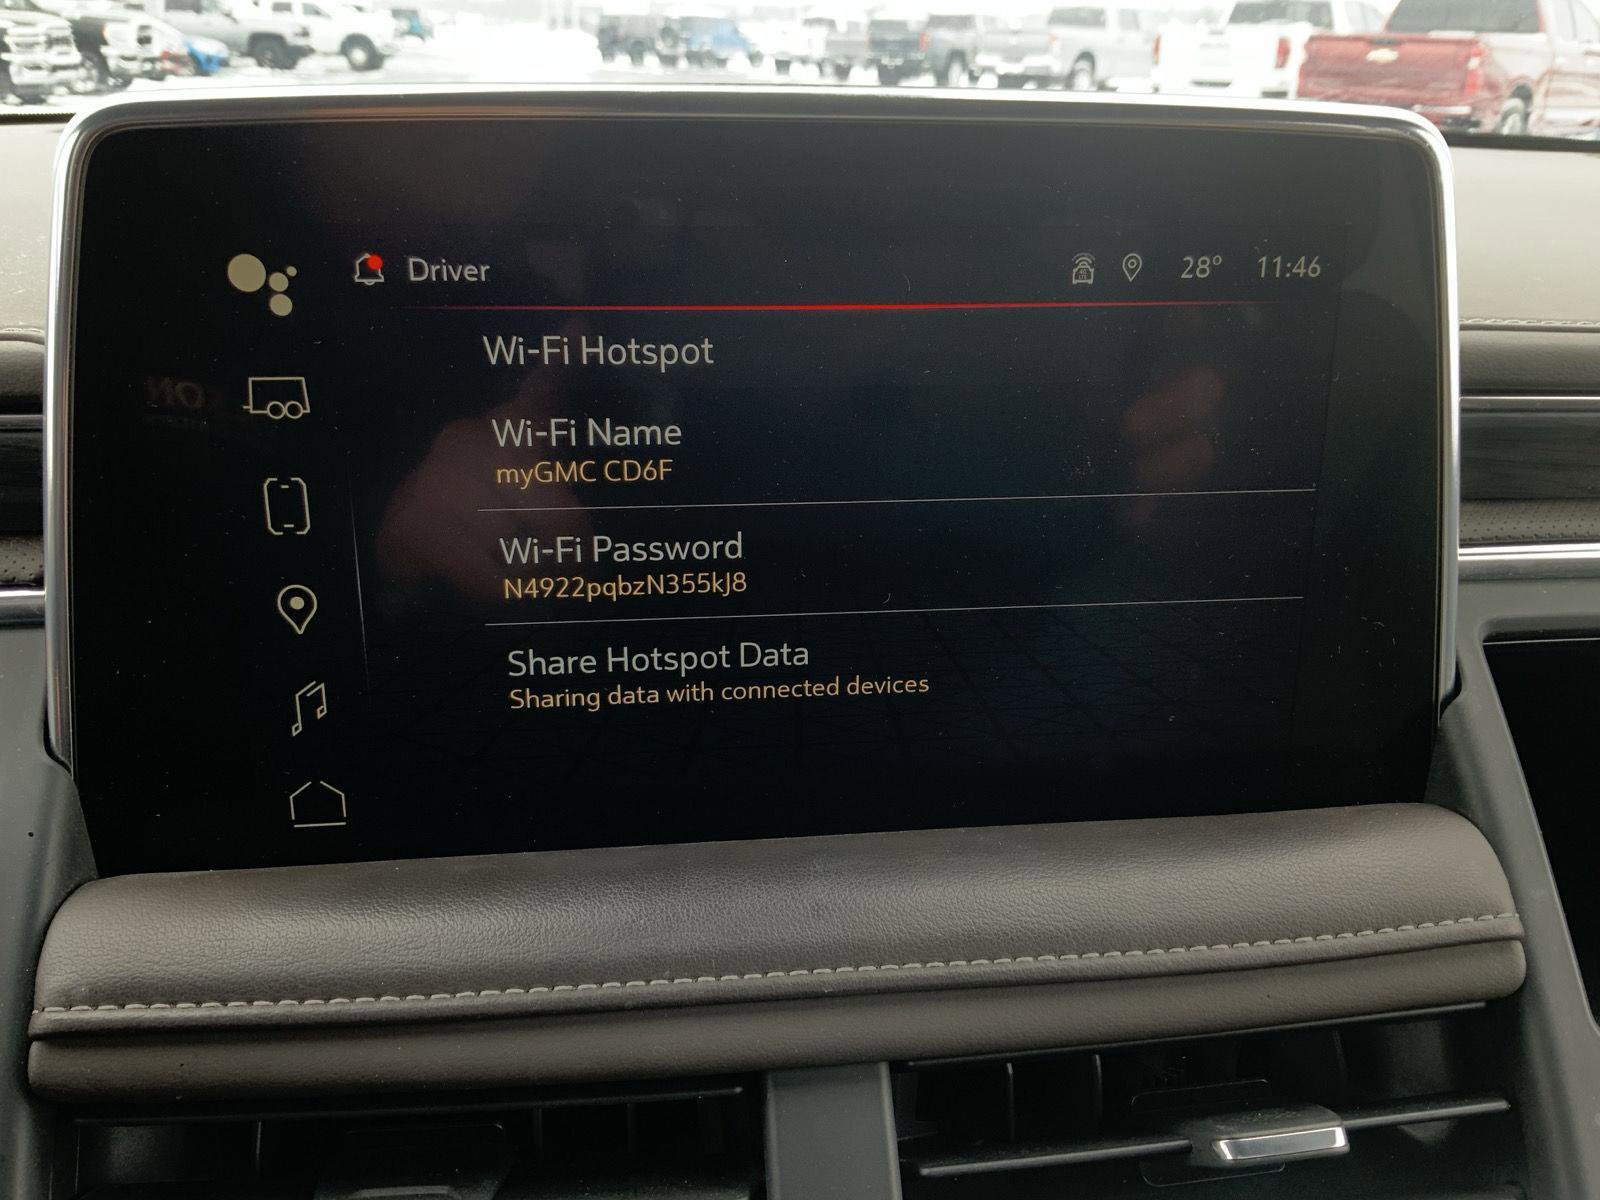 Driver 28° 11:46
Wi-Fi Hotspot
Wi-Fi Name
myGMC CD6F
Wi-Fi Password
N4922pqbzN355kJ8
Share Hotspot Data
Sharing data with connected devices